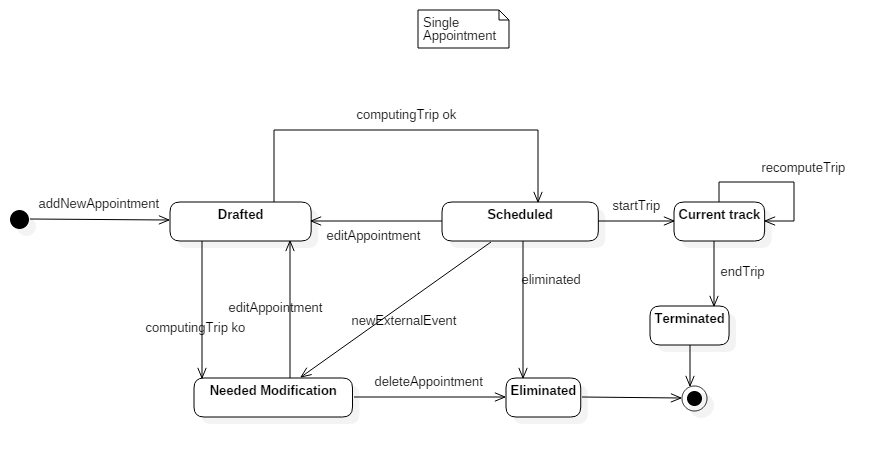 Single
Appointment
computingTrip ok
recomputeTrip
addNewAppointment
Drafted
Scheduled
startTrip
Current track
editAppointment
endTrip
eliminated
editAppointment
newExternalEvent
computingTrip ko
Terminated
Needed Modification
deleteAppointment
Eliminated